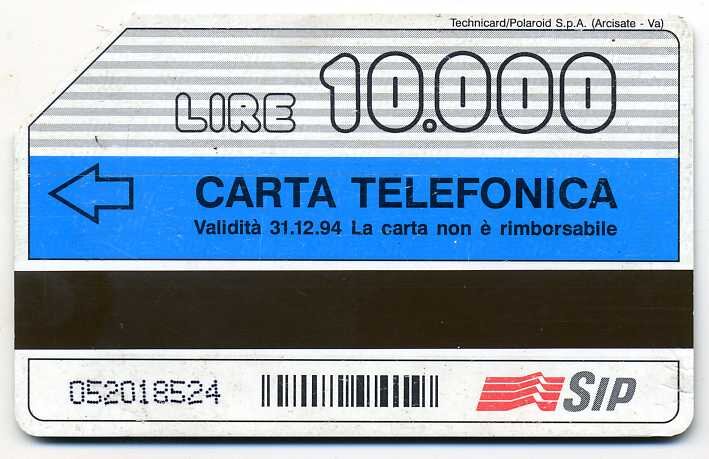 Technicard/Polaroid S.p.A. (Arcisate - Va)
LIRE 10.000
CARTA TELEFONICA
Validità 31.12.94 La carta non è rimborsabile
052018524
SIP